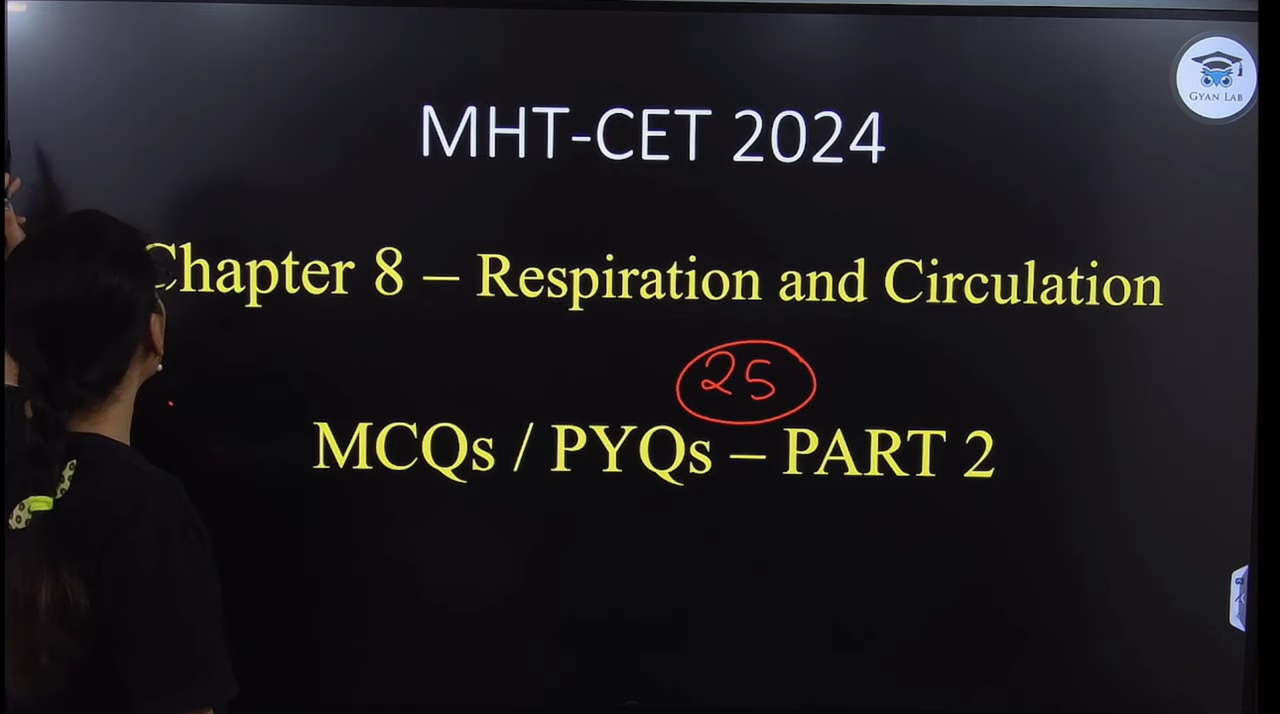 GYAN LAB
MHT-CET 2024
Chapter 8 – Respiration and Circulation
25
MCQs / PYQs – PART 2